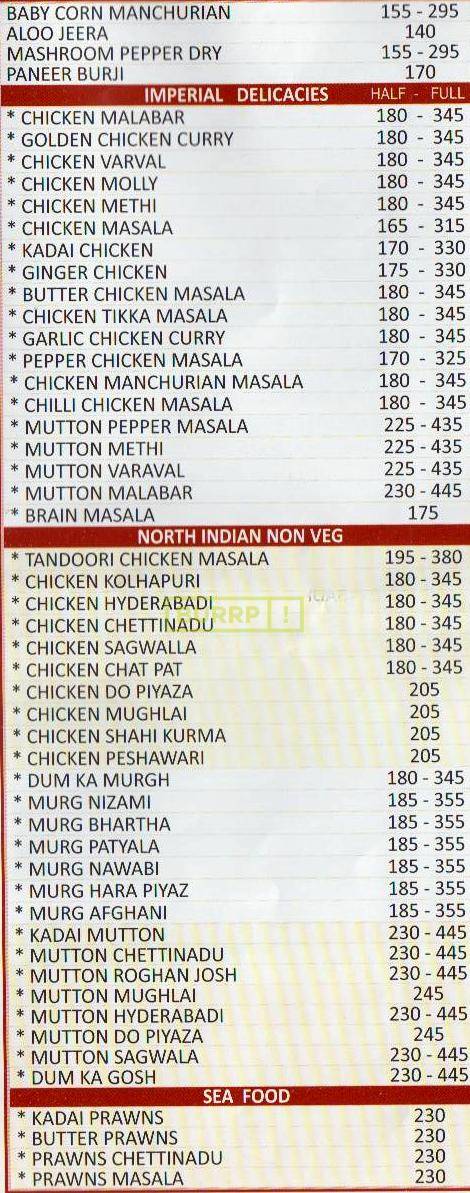 BABY CORN MANCHURIAN 155 - 295
ALOO JEERA 140
MASHROOM PEPPER DRY 155 - 295
PANEER BURJI 170
IMPERIAL DELICACIES HALF - FULL
* CHICKEN MALABAR 180 - 345
* GOLDEN CHICKEN CURRY 180 - 345
* CHICKEN VARVAL 180 - 345
* CHICKEN MOLLY 180 - 345
* CHICKEN METHI 180 - 345
* CHICKEN MASALA 165 - 315
* KADAI CHICKEN 170 - 330
* GINGER CHICKEN 175 - 330
* BUTTER CHICKEN MASALA 180 - 345
* CHICKEN TIKKA MASALA 180 - 345
* GARLIC CHICKEN CURRY 180 - 345
* PEPPER CHICKEN MASALA 170 - 325
* CHICKEN MANCHURIAN MASALA 180 - 345
* CHILLI CHICKEN MASALA 180 - 345
* MUTTON PEPPER MASALA 225 - 435
* MUTTON METHI 225 - 435
* MUTTON VARAVAL 225 - 435
* MUTTON MALABAR 230 - 445
* BRAIN MASALA 175
NORTH INDIAN NON VEG
* TANDOORI CHICKEN MASALA 195 - 380
* CHICKEN KOLHAPURI 180 - 345
* CHICKEN HYDERABADI 180 - 345
BURRP !
* CHICKEN CHETTINADU 180 - 345
* CHICKEN SAGWALLA 180 - 345
* CHICKEN CHAT PAT 180 - 345
* CHICKEN DO PIYAZA 205
* CHICKEN MUGHLAI 205
* CHICKEN SHAHI KURMA 205
* CHICKEN PESHAWARI 205
* DUM KA MURGH 180 - 345
* MURG NIZAMI 185 - 355
* MURG BHARTHA 185 - 355
* MURG PATYALA 185 - 355
* MURG NAWABI 185 - 355
* MURG HARA PIYAZ 185 - 355
* MURG AFGHANI 185 - 355
* KADAI MUTTON 230 - 445
* MUTTON CHETTINADU 230 - 445
* MUTTON ROGHAN JOSH 230 - 445
* MUTTON MUGHLAI 245
* MUTTON HYDERABADI 230 - 445
* MUTTON DO PIYAZA 245
* MUTTON SAGWALA 230 - 445
* DUM KA GOSH 230 - 445
SEA FOOD
* KADAI PRAWNS 230
* BUTTER PRAWNS 230
* PRAWNS CHETTINADU 230
* PRAWNS MASALA 230